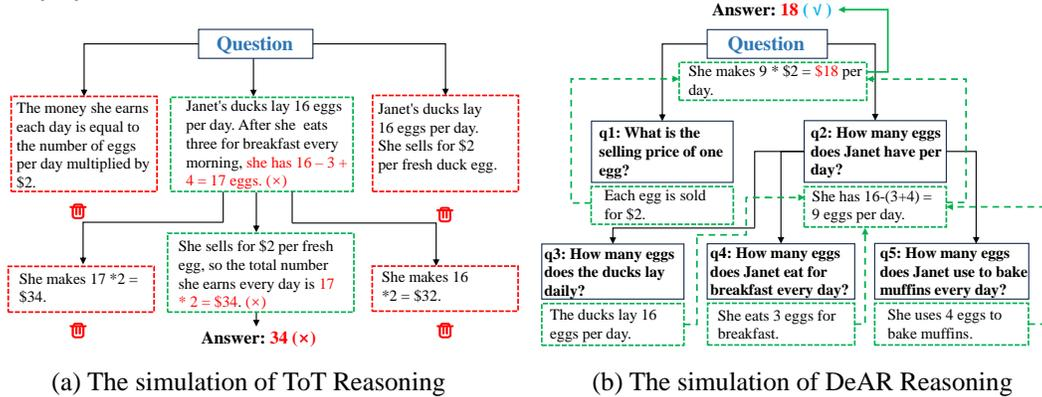 Question
The money she earns
each day is equal to
the number of eggs
per day multiplied by
$2.
Janet's ducks lay 16 eggs
per day. After she eats
three for breakfast every
morning, she has 16 – 3 +
4 = 17 eggs. (×)
Janet's ducks lay
16 eggs per day.
She sells for $2
per fresh duck egg.
She makes 17 *2 =
$34.
She sells for $2 per fresh
egg, so the total number
she earns every day is 17
* 2 = $34. (×)
She makes 16
*2 = $32.
Answer: 34 (×)
(a) The simulation of ToT Reasoning
Answer: 18 ( √ )
Question
She makes 9 * $2 = $18 per
day.
q1: What is the
selling price of one
egg?
Each egg is sold
for $2.
q2: How many eggs
does Janet have per
day?
She has 16-(3+4) =
9 eggs per day.
q3: How many eggs
does the ducks lay
daily?
The ducks lay 16
eggs per day.
q4: How many eggs
does Janet eat for
breakfast every day?
She eats 3 eggs for
breakfast.
q5: How many eggs
does Janet use to bake
muffins every day?
She uses 4 eggs to
bake muffins.
(b) The simulation of DeAR Reasoning